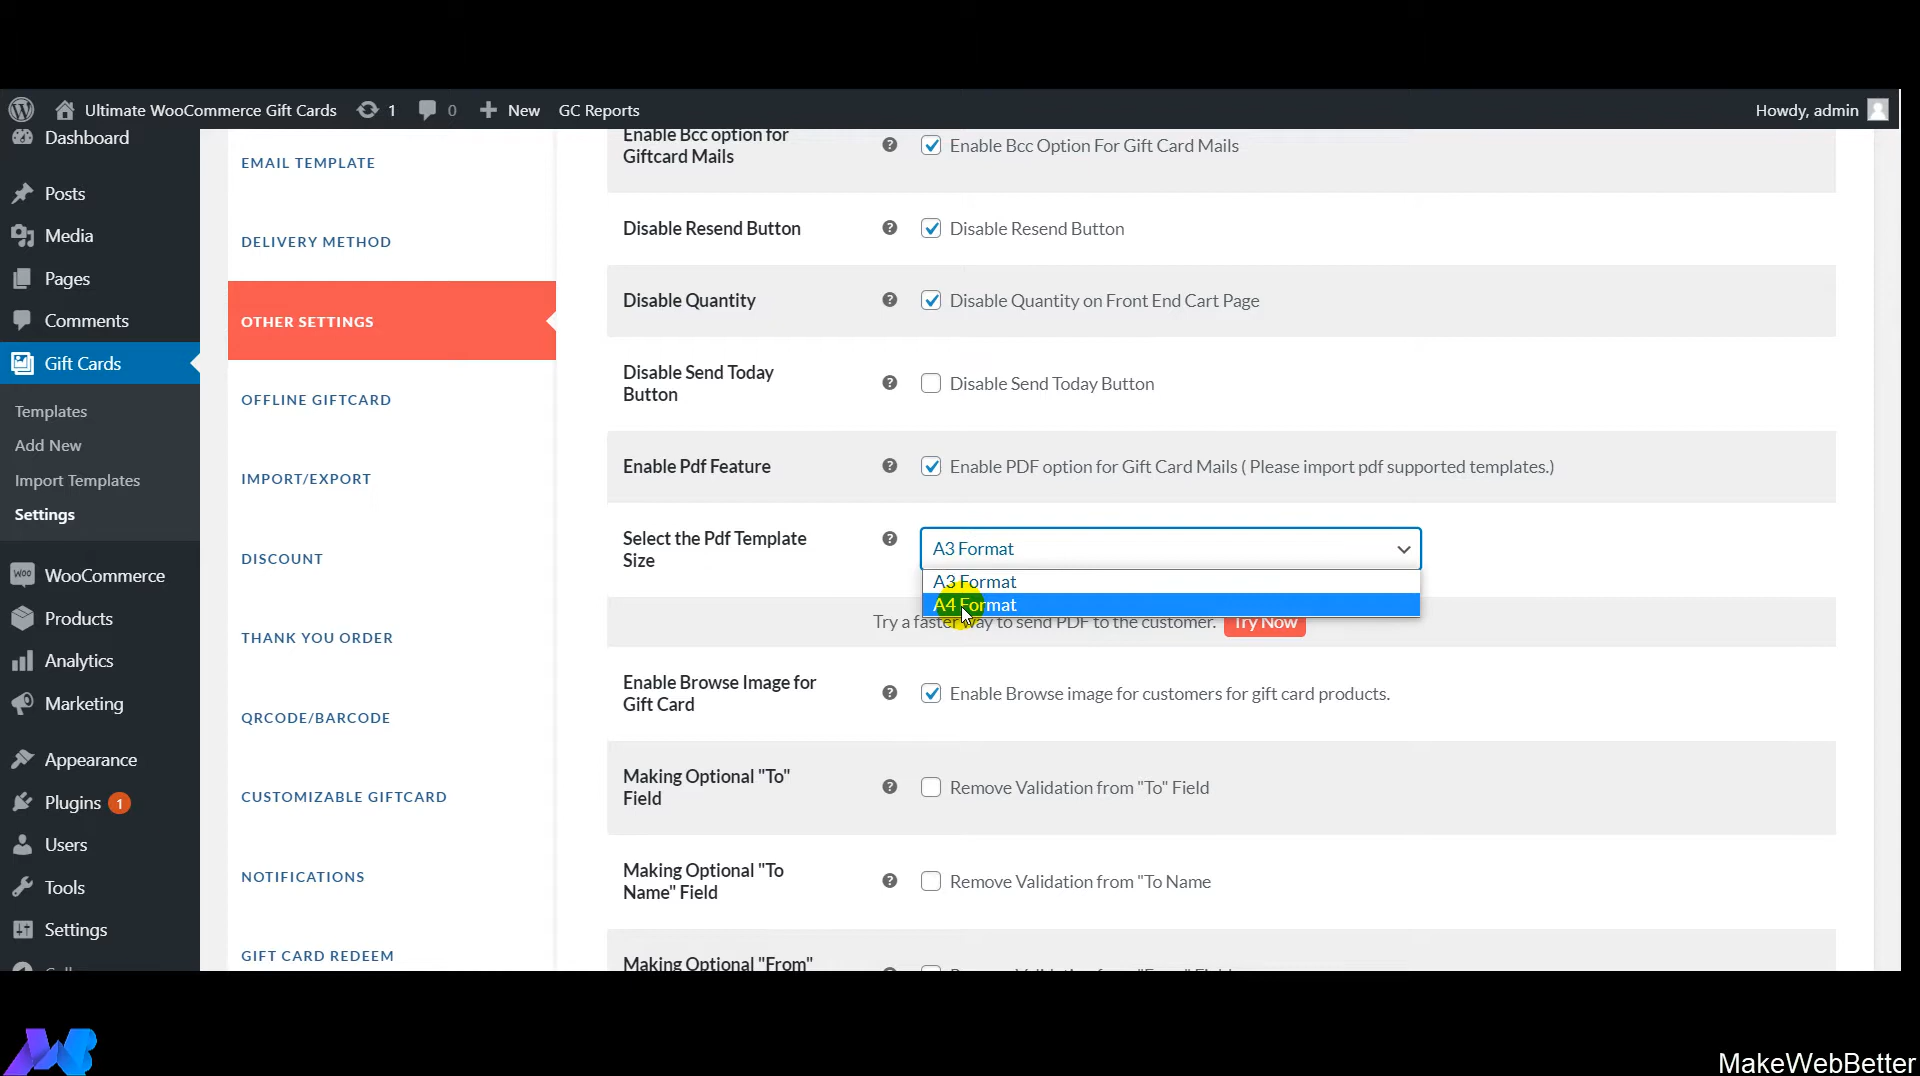 Ultimate WooCommerce Gift Cards 1 0 New GC Reports Howdy, admin
Dashboard
Posts
Media
Pages
Comments
Gift Cards
Templates
Add New
Import Templates
Settings
WooCommerce
Products
Analytics
Marketing
Appearance
Plugins 1
Users
Tools
Settings
EMAIL TEMPLATE
DELIVERY METHOD
OTHER SETTINGS
OFFLINE GIFTCARD
IMPORT/EXPORT
DISCOUNT
THANK YOU ORDER
QRCODE/BARCODE
CUSTOMIZABLE GIFTCARD
NOTIFICATIONS
GIFT CARD REDEEM
Enable Bcc option for
Giftcard Mails
Enable Bcc Option For Gift Card Mails
Disable Resend Button
Disable Resend Button
Disable Quantity
Disable Quantity on Front End Cart Page
Disable Send Today
Button
Disable Send Today Button
Enable Pdf Feature
Enable PDF option for Gift Card Mails ( Please import pdf supported templates.)
Select the Pdf Template
Size
A3 Format
A3 Format
A4 Format
Try a faster way to send PDF to the customer. Try Now
Enable Browse Image for
Gift Card
Enable Browse image for customers for gift card products.
Making Optional "To"
Field
Remove Validation from "To" Field
Making Optional "To
Name" Field
Remove Validation from "To Name
Making Optional "From"
MakeWebBetter